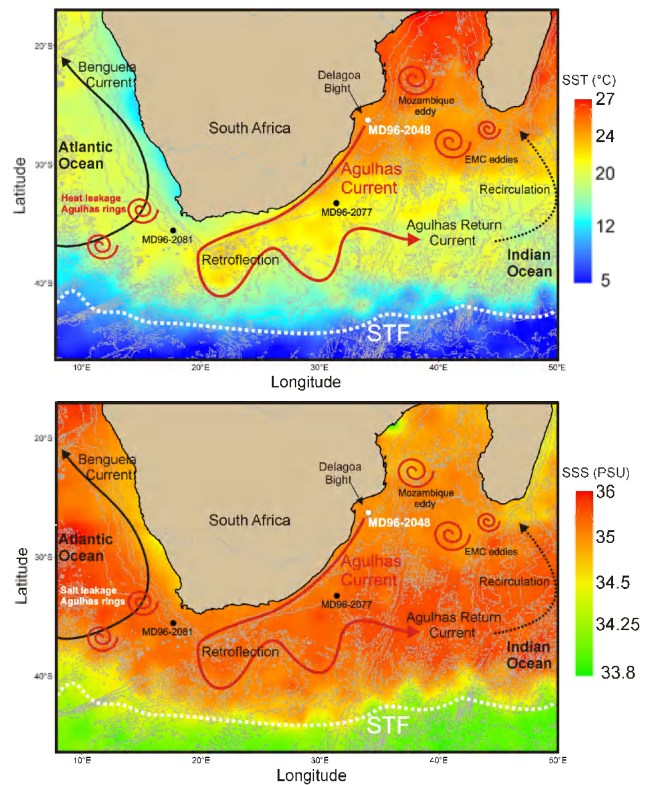 20°S
30°S
40°S
Latitude
Benguela
Current
Delagoa
Bight
Mozambique
eddy
South Africa
MD96-2048
Atlantic
Ocean
Agulhas
Current
EMC eddies
Heat leakage
Agulhas rings
Recirculation
MD96-2077
MD96-2081
Agulhas Return
Current
Retroflection
Indian
Ocean
STF
10°E
20°E
30°E
40°E
50°E
Longitude
SST (°C)
27
24
20
12
5
20°S
30°S
40°S
Latitude
Benguela
Current
Delagoa
Bight
Mozambique
eddy
South Africa
MD96-2048
Atlantic
Ocean
Agulhas
Current
EMC eddies
Salt leakage
Agulhas rings
Recirculation
MD96-2077
MD96-2081
Agulhas Return
Current
Retroflection
Indian
Ocean
STF
10°E
20°E
30°E
40°E
50°E
Longitude
SSS (PSU)
36
35
34.5
34.25
33.8